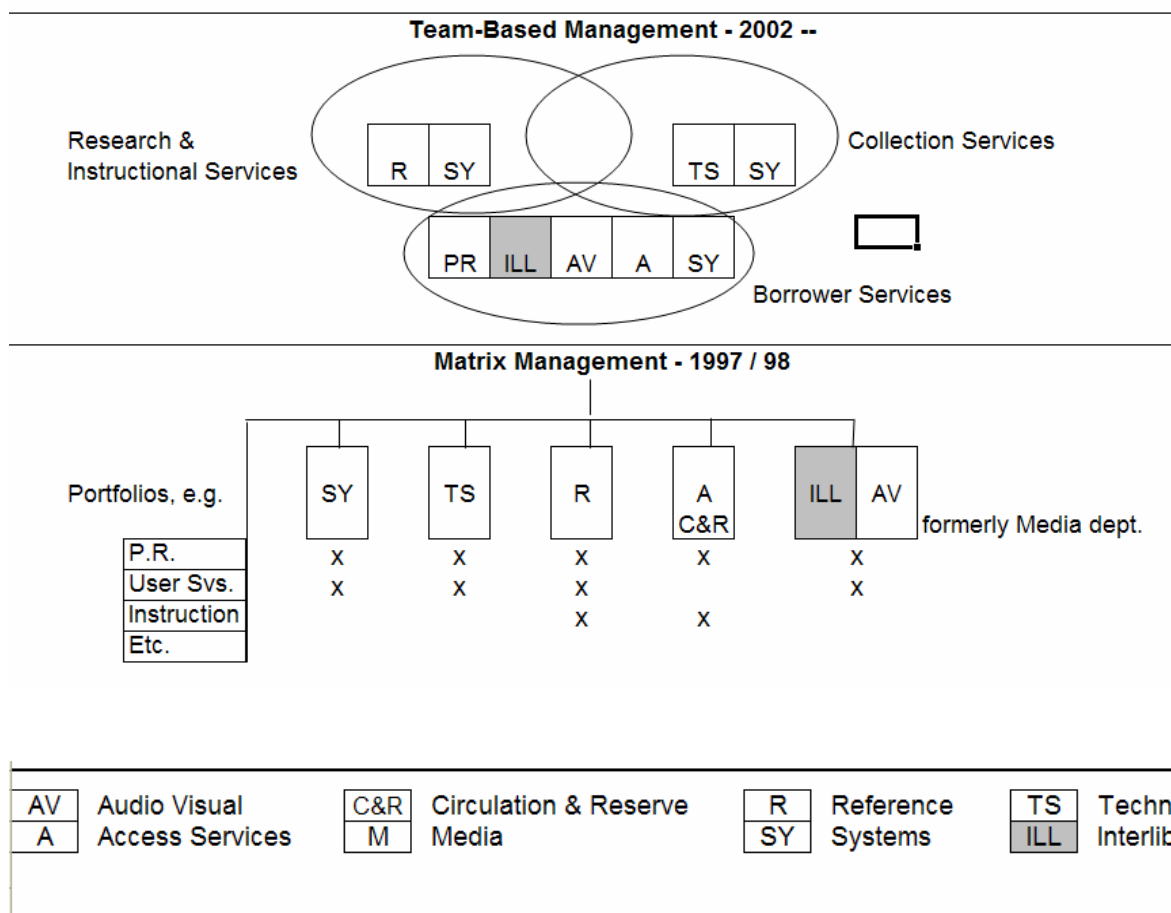 Team-Based Management - 2002 --
Research &
Instructional Services
R SY
TS SY
Collection Services
PR ILL AV A SY
Borrower Services
Matrix Management - 1997 / 98
Portfolios, e.g.
SY TS R A ILL AV
C&R
formerly Media dept.
P.R. x x x x x
User Svs. x x x x
Instruction x x
Etc.
AV Audio Visual C&R Circulation & Reserve R Reference TS
A Access Services M Media SY Systems ILL